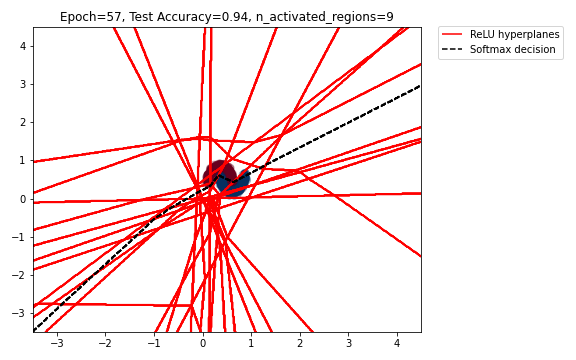 Epoch=57, Test Accuracy=0.94, n_activated_regions=9
ReLU hyperplanes
Softmax decision
4
3
2
1
0
−1
−2
−3
−3 −2 −1 0 1 2 3 4